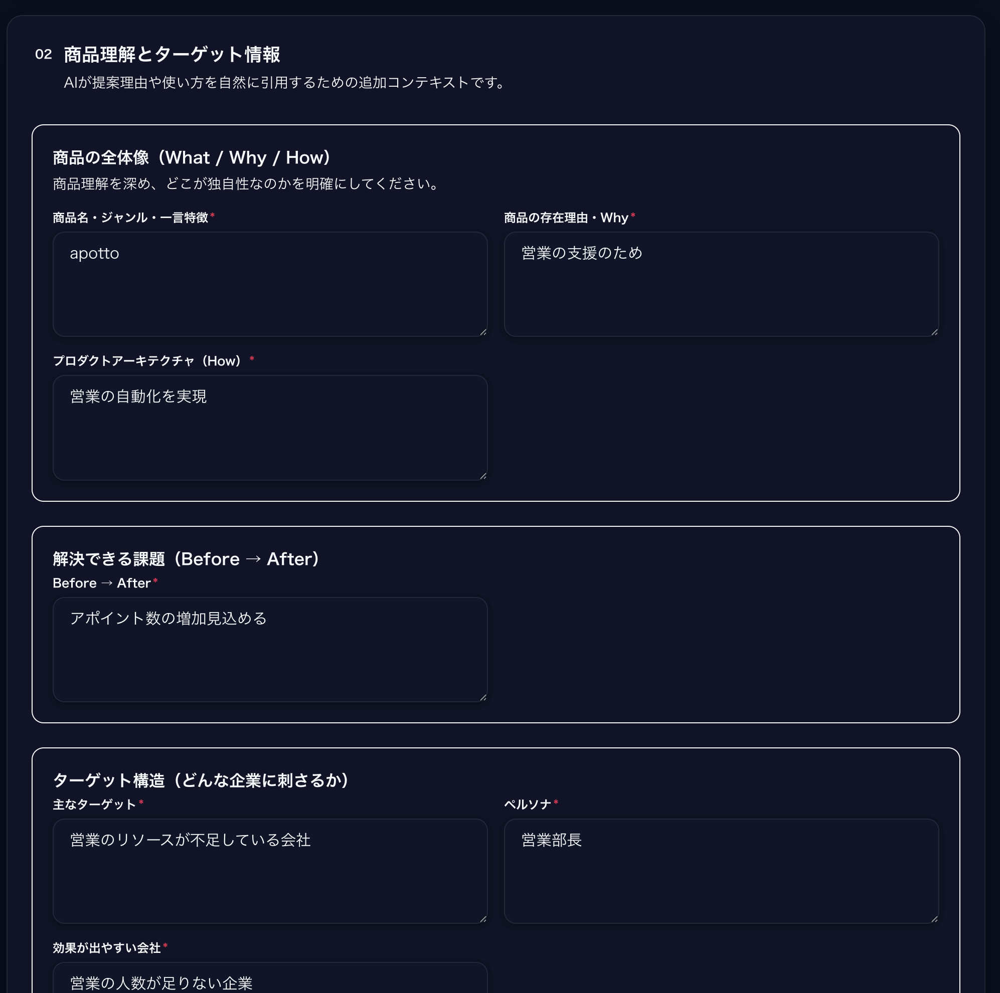 02 商品理解とターゲット情報
AIが提案理由や使い方を自然に引用するための追加コンテキストです。
商品の全体像（What / Why / How）
商品理解を深め、どこが独自性なのかを明確にしてください。
商品名・ジャンル・一言特徴*
apotto
商品の存在理由・Why*
営業の支援のため
プロダクトアーキテクチャ（How）*
営業の自動化を実現
解決できる課題（Before → After）
Before → After*
アポイント数の増加見込める
ターゲット構造（どんな企業に刺さるか）
主なターゲット*
営業のリソースが不足している会社
ペルソナ*
営業部長
効果が出やすい会社*
営業の人数が足りない企業